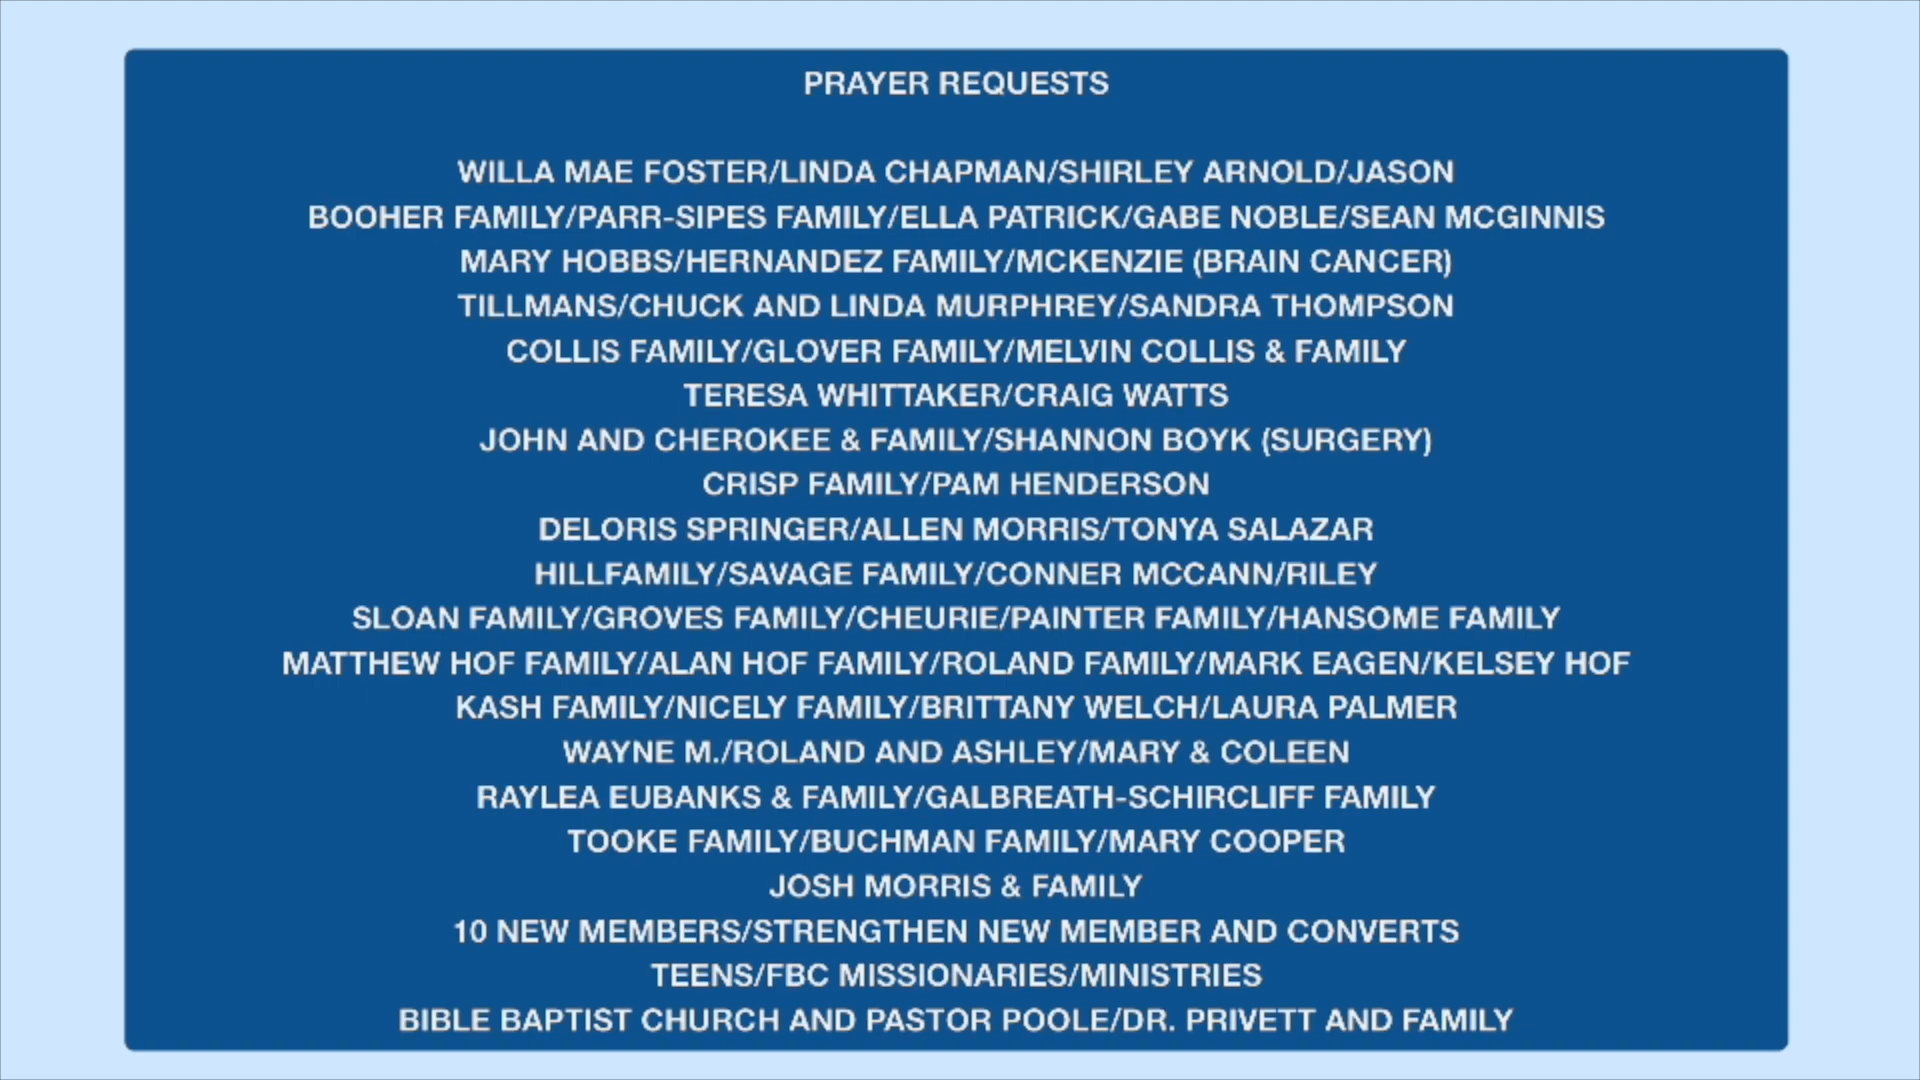 PRAYER REQUESTS
WILLA MAE FOSTER/LINDA CHAPMAN/SHIRLEY ARNOLD/JASON
BOOHER FAMILY/PARR-SIPES FAMILY/ELLA PATRICK/GABE NOBLE/SEAN MCGINNIS
MARY HOBBS/HERNANDEZ FAMILY/MCKENZIE (BRAIN CANCER)
TILLMANS/CHUCK AND LINDA MURPHREY/SANDRA THOMPSON
COLLIS FAMILY/GLOVER FAMILY/MELVIN COLLIS & FAMILY
TERESA WHITTAKER/CRAIG WATTS
JOHN AND CHEROKEE & FAMILY/SHANNON BOYK (SURGERY)
CRISP FAMILY/PAM HENDERSON
DELORIS SPRINGER/ALLEN MORRIS/TONYA SALAZAR
HILLFAMILY/SAVAGE FAMILY/CONNER MCCANN/RILEY
SLOAN FAMILY/GROVES FAMILY/CHEURIE/PAINTER FAMILY/HANSOME FAMILY
MATTHEW HOF FAMILY/ALAN HOF FAMILY/ROLAND FAMILY/MARK EAGEN/KELSEY HOF
KASH FAMILY/NICELY FAMILY/BRITTANY WELCH/LAURA PALMER
WAYNE M./ROLAND AND ASHLEY/MARY & COLEEN
RAYLEA EUBANKS & FAMILY/GALBREATH-SCHIRCLIFF FAMILY
TOOKE FAMILY/BUCHMAN FAMILY/MARY COOPER
JOSH MORRIS & FAMILY
10 NEW MEMBERS/STRENGTHEN NEW MEMBER AND CONVERTS
TEENS/FBC MISSIONARIES/MINISTRIES
BIBLE BAPTIST CHURCH AND PASTOR POOLE/DR. PRIVETT AND FAMILY